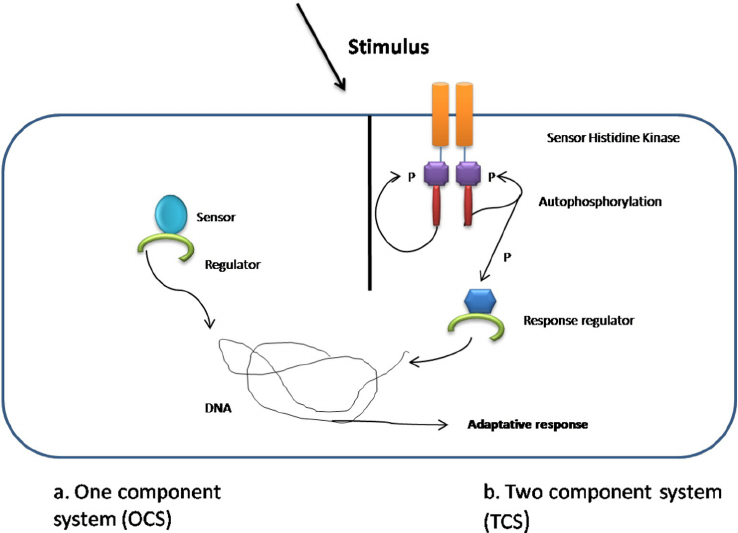 Stimulus
Sensor Histidine Kinase
P
P
Autophosphorylation
Sensor
Regulator
P
Response regulator
DNA
Adaptative response
a. One component
system (OCS)
b. Two component system
(TCS)